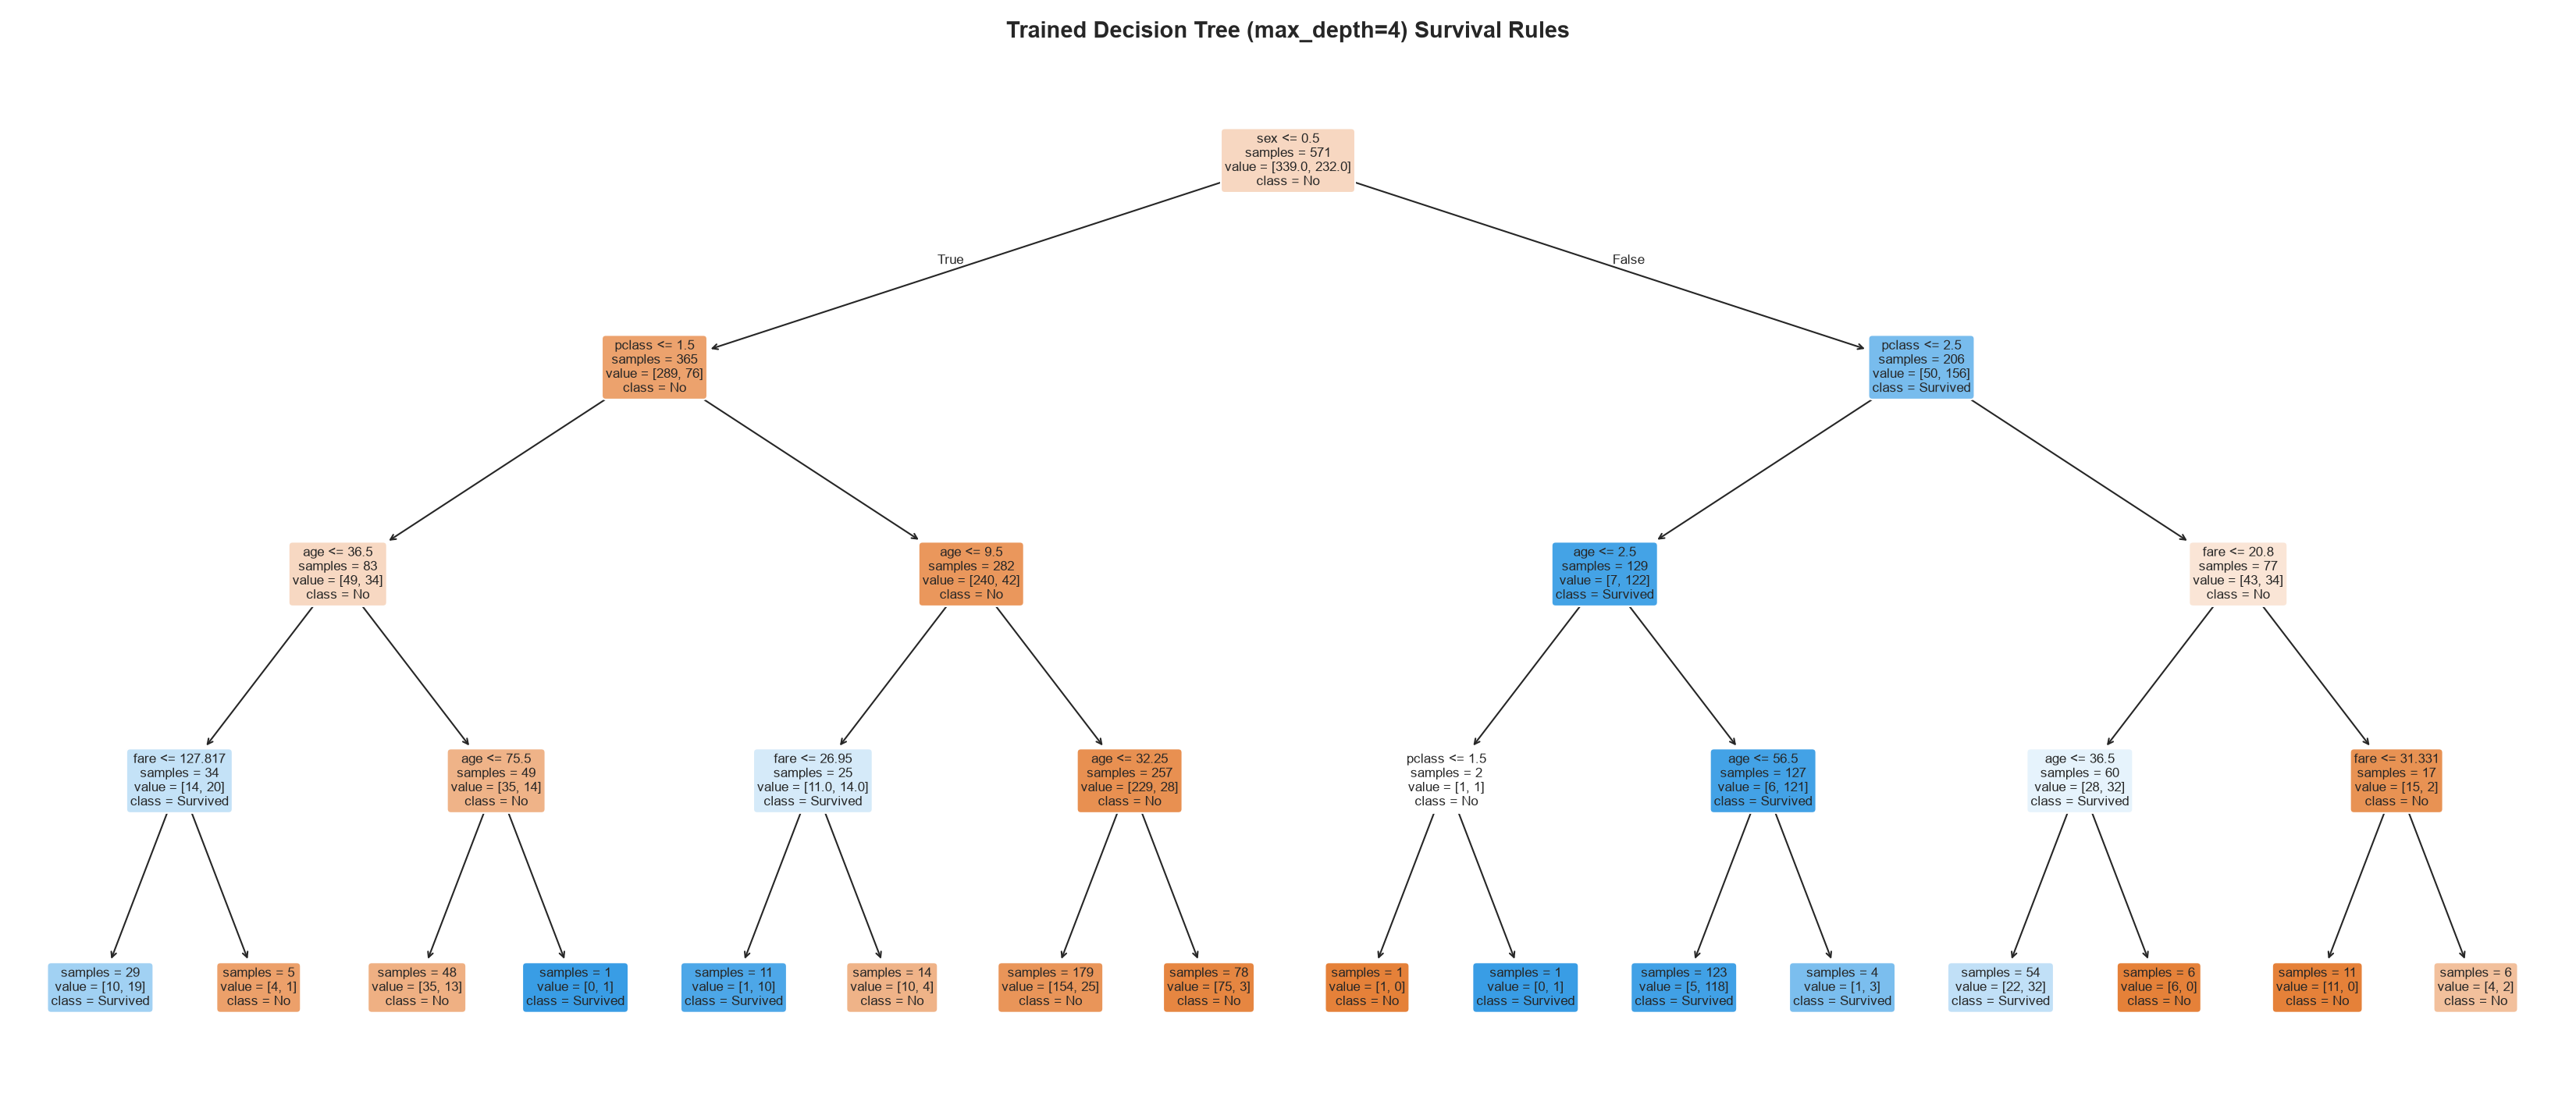 Trained Decision Tree (max_depth=4) Survival Rules
sex <= 0.5
samples = 571
value = [339.0, 232.0]
class = No
True
False
pclass <= 1.5
samples = 365
value = [289, 76]
class = No
pclass <= 2.5
samples = 206
value = [50, 156]
class = Survived
age <= 36.5
samples = 83
value = [49, 34]
class = No
age <= 9.5
samples = 282
value = [240, 42]
class = No
age <= 2.5
samples = 129
value = [7, 122]
class = Survived
fare <= 20.8
samples = 77
value = [43, 34]
class = No
fare <= 127.817
samples = 34
value = [14, 20]
class = Survived
age <= 75.5
samples = 49
value = [35, 14]
class = No
fare <= 26.95
samples = 25
value = [11.0, 14.0]
class = Survived
age <= 32.25
samples = 257
value = [229, 28]
class = No
pclass <= 1.5
samples = 2
value = [1, 1]
class = No
age <= 56.5
samples = 127
value = [6, 121]
class = Survived
age <= 36.5
samples = 60
value = [28, 32]
class = Survived
fare <= 31.331
samples = 17
value = [15, 2]
class = No
samples = 29
value = [10, 19]
class = Survived
samples = 5
value = [4, 1]
class = No
samples = 48
value = [35, 13]
class = No
samples = 1
value = [0, 1]
class = Survived
samples = 11
value = [1, 10]
class = Survived
samples = 14
value = [10, 4]
class = No
samples = 179
value = [154, 25]
class = No
samples = 78
value = [75, 3]
class = No
samples = 1
value = [1, 0]
class = No
samples = 1
value = [0, 1]
class = Survived
samples = 123
value = [5, 118]
class = Survived
samples = 4
value = [1, 3]
class = Survived
samples = 54
value = [22, 32]
class = Survived
samples = 6
value = [6, 0]
class = No
samples = 11
value = [11, 0]
class = No
samples = 6
value = [4, 2]
class = No